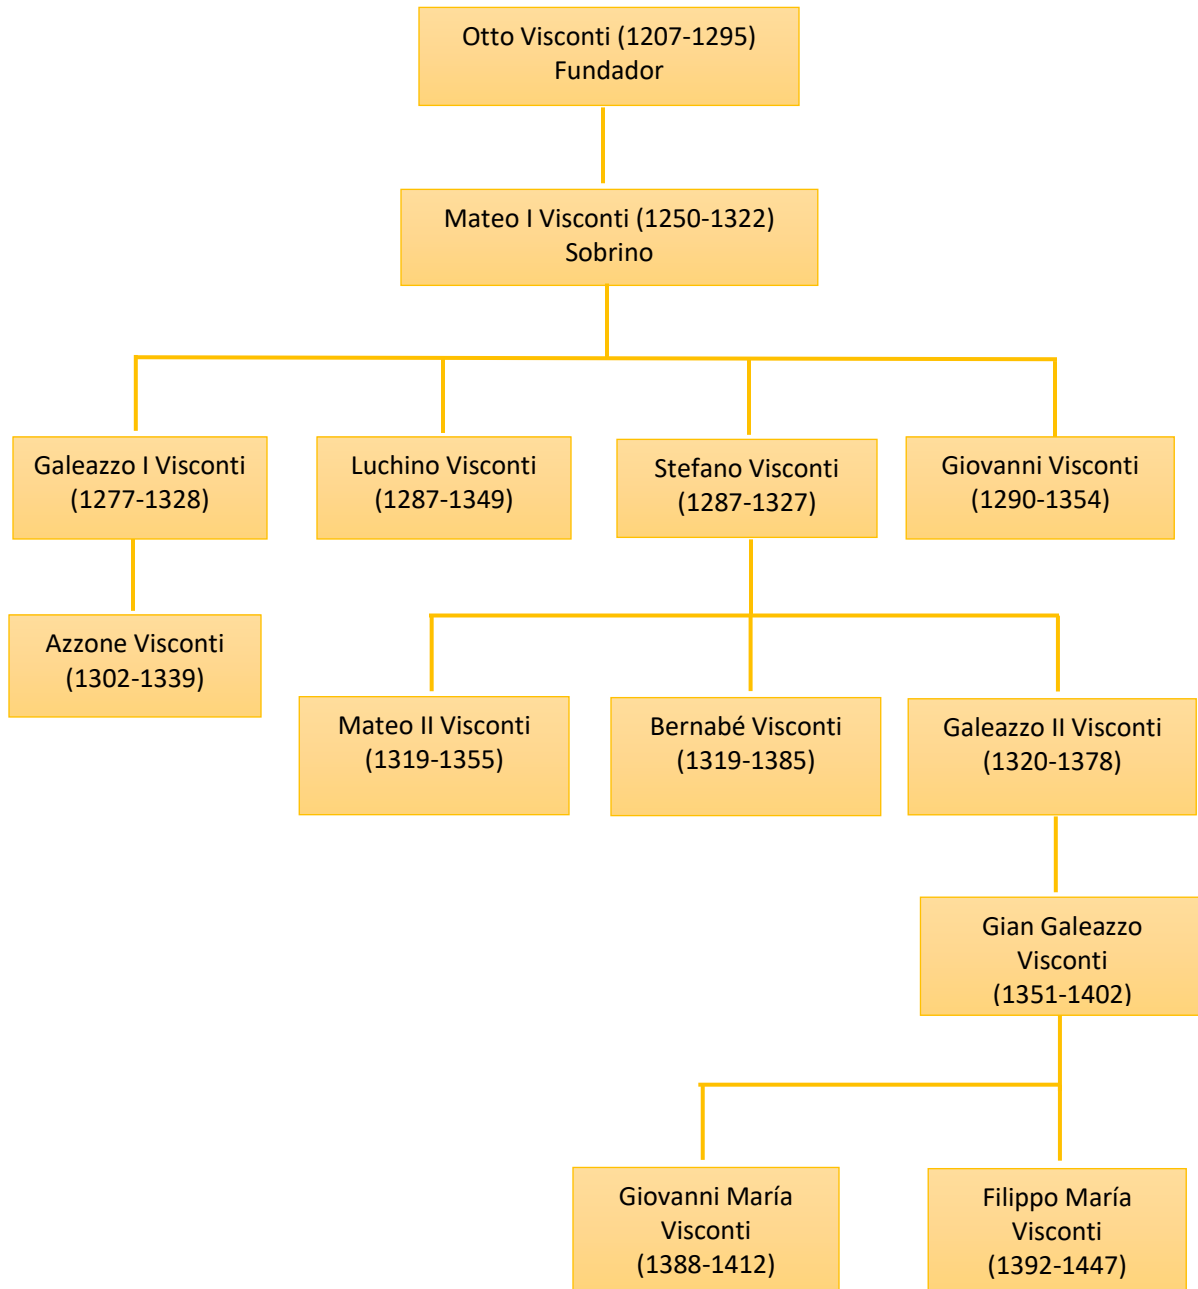 Otto Visconti (1207-1295)
Fundador
Mateo I Visconti (1250-1322)
Sobrino
Galeazzo I Visconti
(1277-1328)
Luchino Visconti
(1287-1349)
Stefano Visconti
(1287-1327)
Giovanni Visconti
(1290-1354)
Azzone Visconti
(1302-1339)
Mateo II Visconti
(1319-1355)
Bernabé Visconti
(1319-1385)
Galeazzo II Visconti
(1320-1378)
Gian Galeazzo
Visconti
(1351-1402)
Giovanni María
Visconti
(1388-1412)
Filippo María
Visconti
(1392-1447)